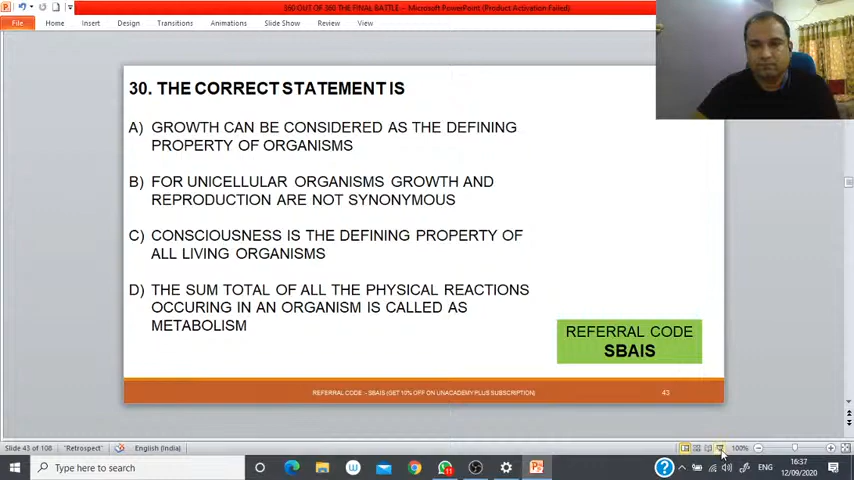 360 OUT OF 360 THE FINAL BATTLE -- Microsoft PowerPoint (Product Activation Failed)
File Home Insert Design Transitions Animations Slide Show Review View
30. THE CORRECT STATEMENT IS
A) GROWTH CAN BE CONSIDERED AS THE DEFINING
PROPERTY OF ORGANISMS
B) FOR UNICELLULAR ORGANISMS GROWTH AND
REPRODUCTION ARE NOT SYNONYMOUS
C) CONSCIOUSNESS IS THE DEFINING PROPERTY OF
ALL LIVING ORGANISMS
D) THE SUM TOTAL OF ALL THE PHYSICAL REACTIONS
OCCURING IN AN ORGANISM IS CALLED AS
METABOLISM
REFERRAL CODE
SBAIS
REFERRAL CODE - SBAIS (GET 10% OFF ON UNACADEMY PLUS SUBSCRIPTION) 43
Slide 43 of 108 "Retrospect" English (India) 100%
Type here to search
ENG
16:37
12/09/2020